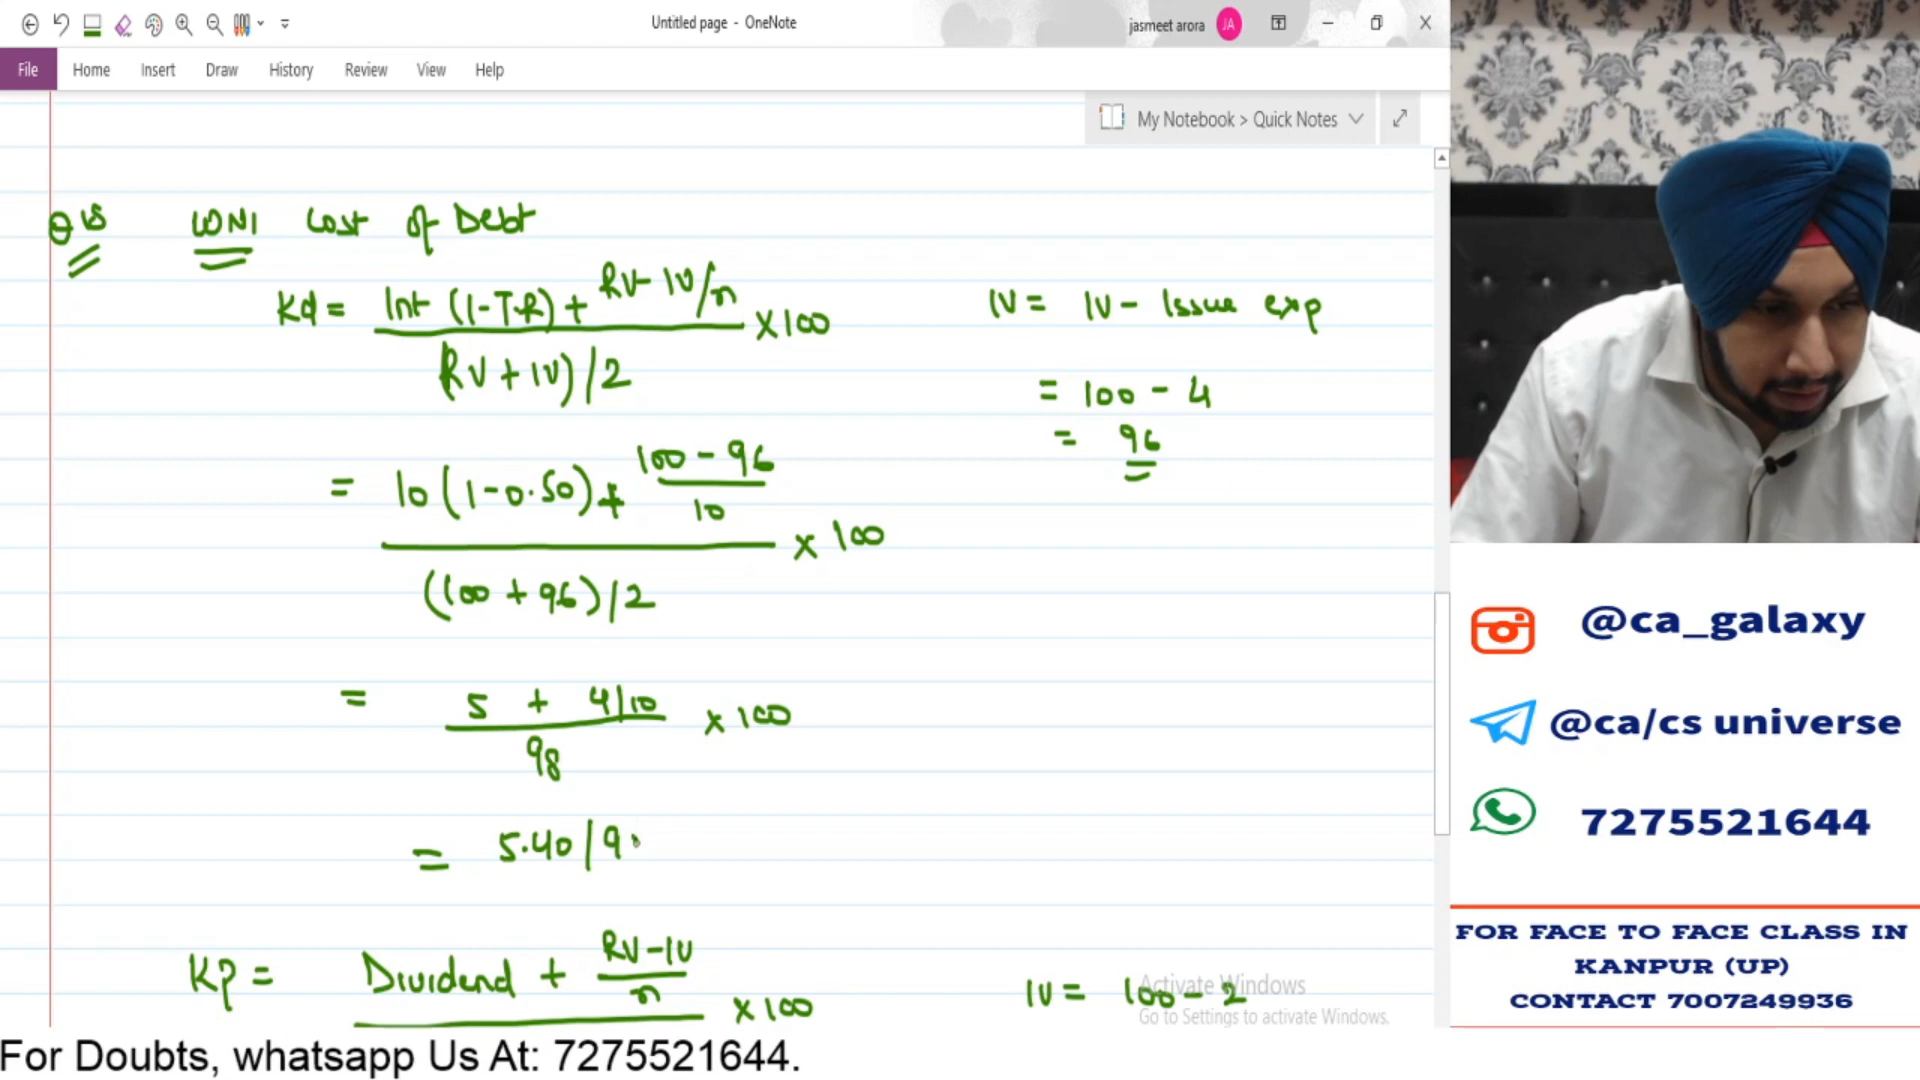 Untitled page - OneNote
jasmeet arora JA
File Home Insert Draw History Review View Help
My Notebook > Quick Notes
WN1 Cost of Debt
Kd = Int (1-T.R) + RV-IV/n × 100
(RV + IV)/2
IV = IV - Issue exp
= 100 - 4
= 96
= 10(1-0.50) + 100 - 96
10
× 100
(100 + 96)/2
= 5 + 4/10 × 100
98
= 5.40/9
Kp = Dividend + RV-IV
n
× 100
IV = 100 - 2
Activate Windows
Go to Settings to activate Windows.
@ca_galaxy
@ca/cs universe
7275521644
FOR FACE TO FACE CLASS IN
KANPUR (UP)
CONTACT 7007249936
For Doubts, whatsapp Us At: 7275521644.